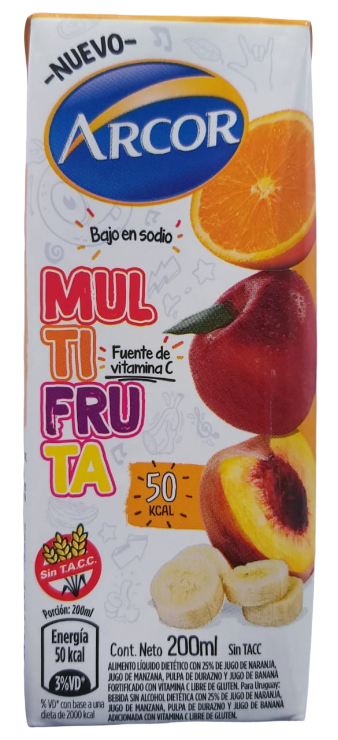 -NUEVO-
ARCOR
Bajo en sodio
MUL
TI
FRU
TA
Fuente de
vitamina C
50
KCAL
Sin T.A.C.C.
Porción: 200ml
Energía
50 kcal
3%VD*
% VD* con base a una
dieta de 2000 kcal
Cont. Neto 200ml Sin TACC
ALIMENTO LÍQUIDO DIETÉTICO CON 25% DE JUGO DE NARANJA,
JUGO DE MANZANA, PULPA DE DURAZNO Y JUGO DE BANANA
FORTIFICADO CON VITAMINA C LIBRE DE GLUTEN. Para Uruguay:
BEBIDA SIN ALCOHOL DIETÉTICA CON 25% DE JUGO DE NARANJA,
JUGO DE MANZANA, PULPA DE DURAZNO Y JUGO DE BANANA
ADICIONADA CON VITAMINA C LIBRE DE GLUTEN.